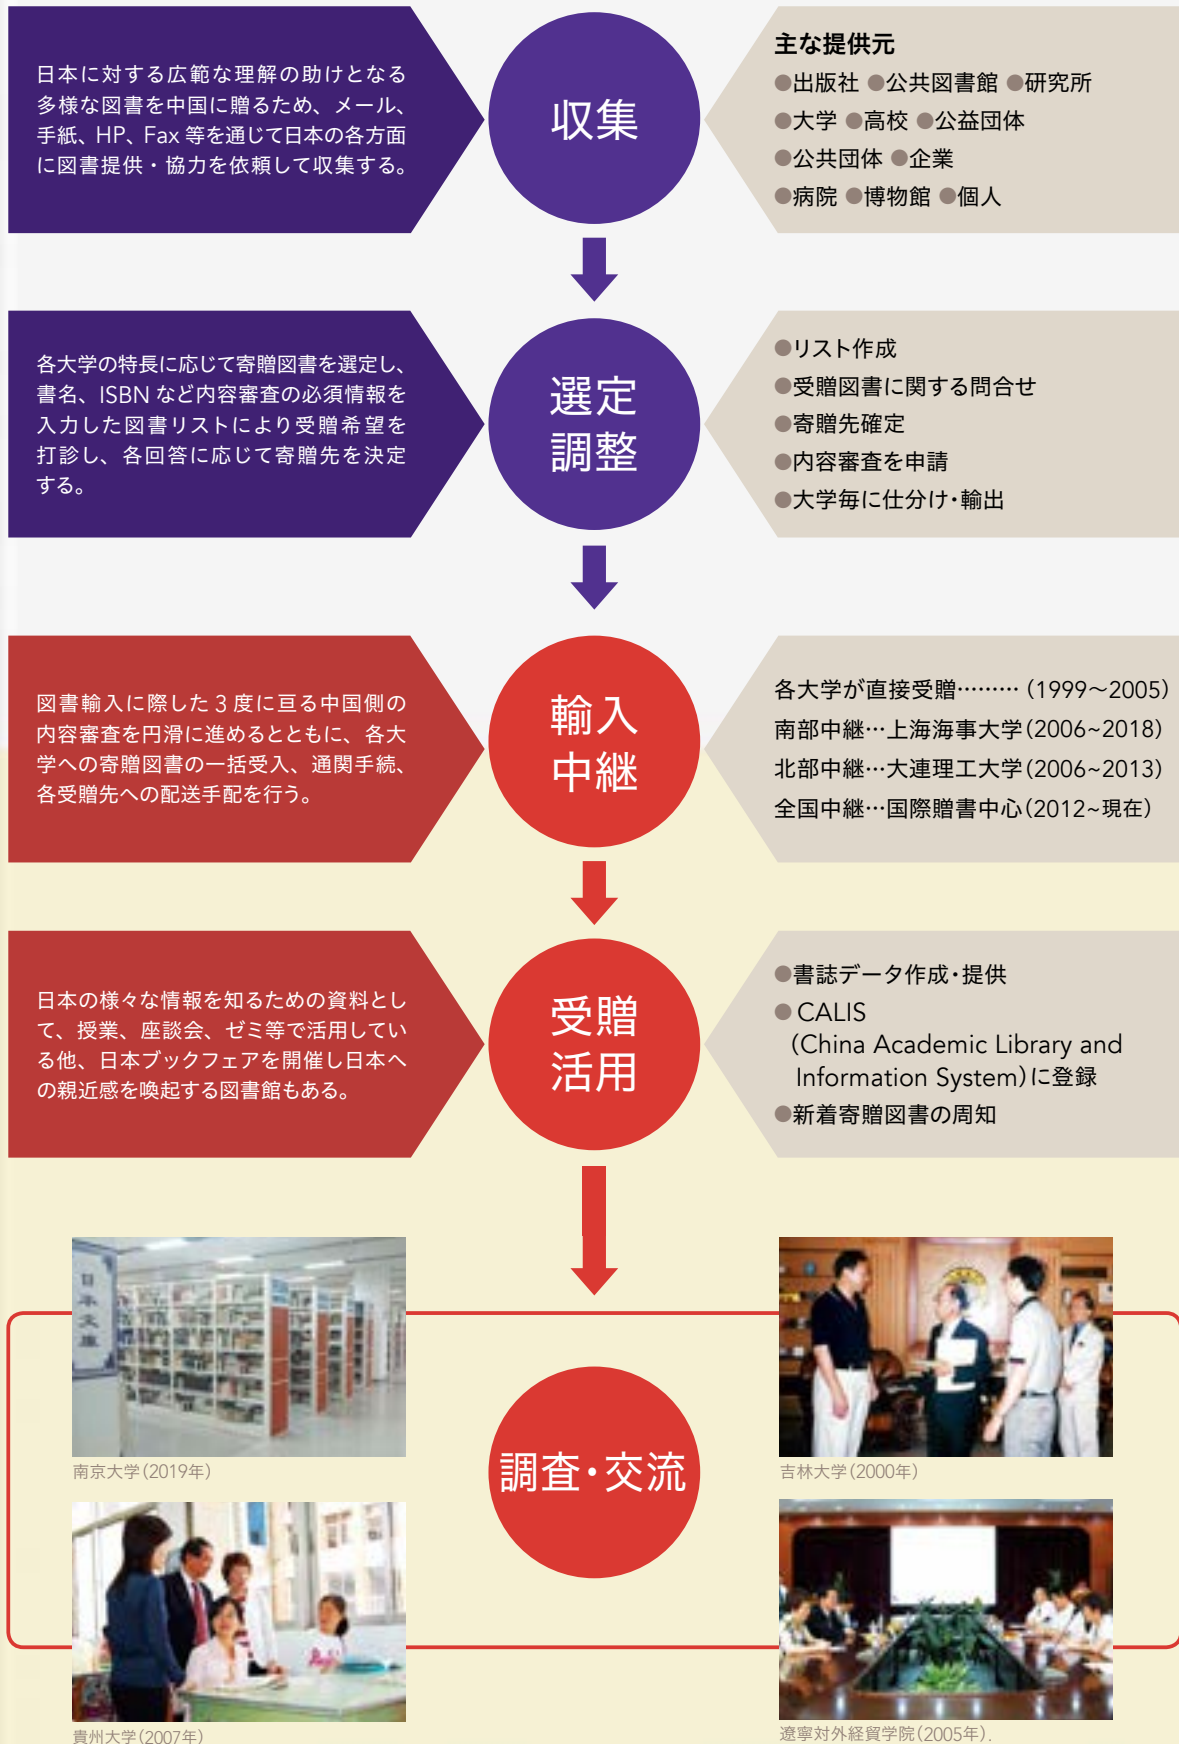 日本に対する広範な理解の助けとなる
多様な図書を中国に贈るため、メール、
手紙、HP、Fax 等を通じて日本の各方面
に図書提供・協力を依頼して収集する。
収集
主な提供元
●出版社 ●公共図書館 ●研究所
●大学 ●高校 ●公益団体
●公共団体 ●企業
●病院 ●博物館 ●個人
各大学の特長に応じて寄贈図書を選定し、
書名、ISBN など内容審査の必須情報を
入力した図書リストにより受贈希望を
打診し、各回答に応じて寄贈先を決定
する。
選定
調整
●リスト作成
●受贈図書に関する問合せ
●寄贈先確定
●内容審査を申請
●大学毎に仕分け・輸出
図書輸入に際した 3 度に亘る中国側の
内容審査を円滑に進めるとともに、各大
学への寄贈図書の一括受入、通関手続、
各受贈先への配送手配を行う。
輸入
中継
各大学が直接受贈………（1999～2005）
南部中継…上海海事大学（2006~2018）
北部中継…大連理工大学（2006~2013）
全国中継…国際贈書中心（2012~現在）
日本の様々な情報を知るための資料とし
て、授業、座談会、ゼミ等で活用してい
る他、日本ブックフェアを開催し日本へ
の親近感を喚起する図書館もある。
受贈
活用
●書誌データ作成・提供
● CALIS
（China Academic Library and
Information System）に登録
●新着寄贈図書の周知
日本文庫
南京大学（2019年）
吉林大学（2000年）
調査・交流
貴州大学（2007年）
遼寧対外経貿学院（2005年）.